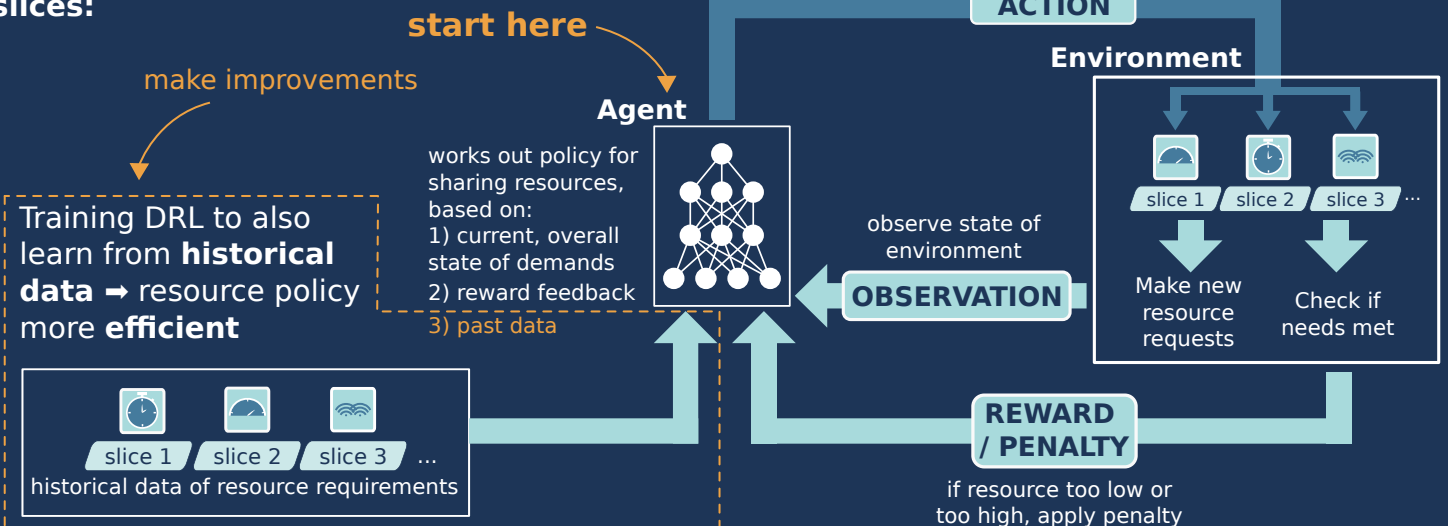 slices:
start here
ACTION
Environment
make improvements
Agent
works out policy for
sharing resources,
based on:
1) current, overall
state of demands
2) reward feedback
3) past data
Training DRL to also
learn from historical
data ➡ resource policy
more efficient
slice 1
slice 2
slice 3
...
historical data of resource requirements
observe state of
environment
OBSERVATION
slice 1
slice 2
slice 3
...
Make new
resource
requests
Check if
needs met
REWARD
/ PENALTY
if resource too low or
too high, apply penalty